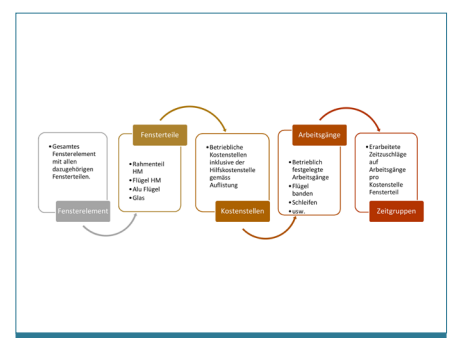 •Gesamtes
Fensterelement
mit allen
dazugehörigen
Fensterteilen.
Fensterelement
Fensterteile
•Rahmenteil
HM
•Flügel HM
•Alu Flügel
•Glas
•Betriebliche
Kostenstellen
inklusive der
Hilfskostenstelle
gemäss
Auflistung
Kostenstellen
Arbeitsgänge
•Betrieblich
festgelegte
Arbeitsgänge
•Flügel
banden
•Schleifen
•usw.
•Erarbeitete
Zeitzuschläge
auf
Arbeitsgänge
pro
Kostenstelle
Fensterteil
Zeitgruppen